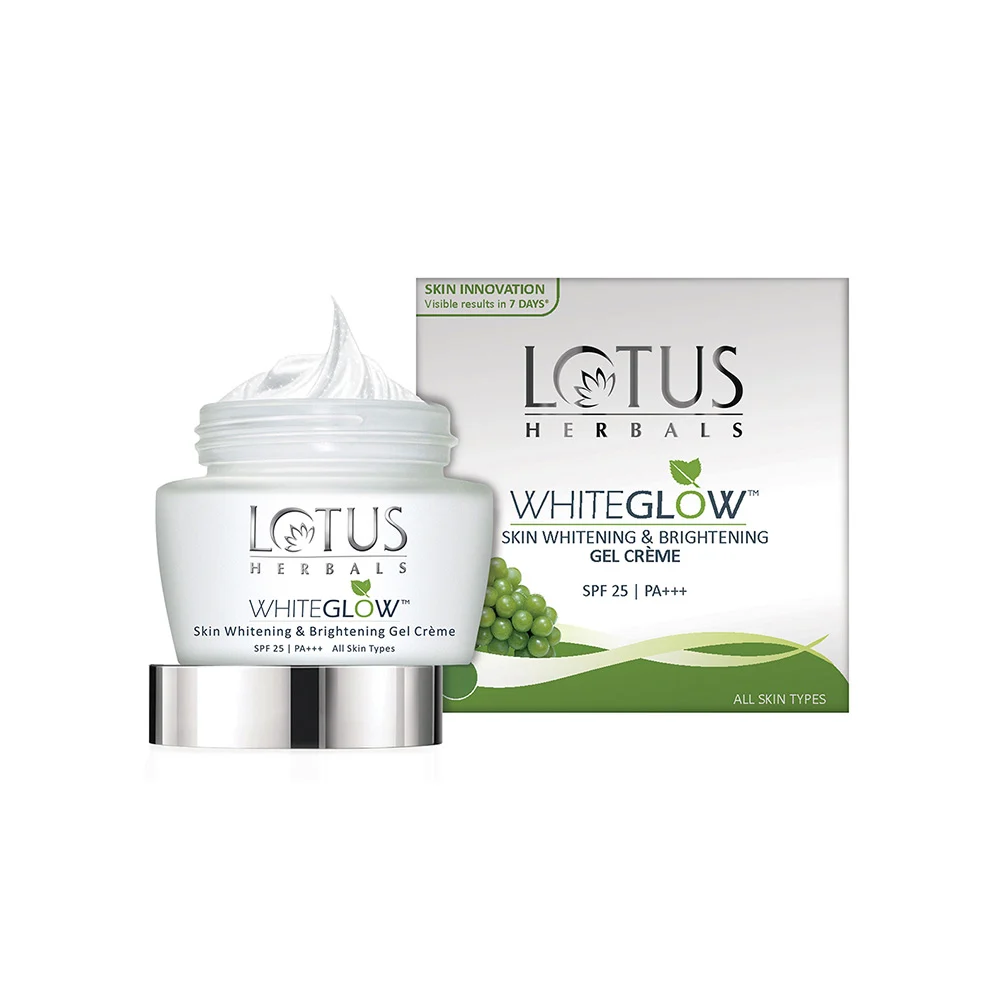 LOTUS
HERBALS
WHITEGLOW™
Skin Whitening & Brightening Gel Crème
SPF 25 | PA+++ All Skin Types
SKIN INNOVATION
Visible results in 7 DAYS*
LOTUS
HERBALS
WHITEGLOW™
SKIN WHITENING & BRIGHTENING
GEL CRÈME
SPF 25 | PA+++
ALL SKIN TYPES